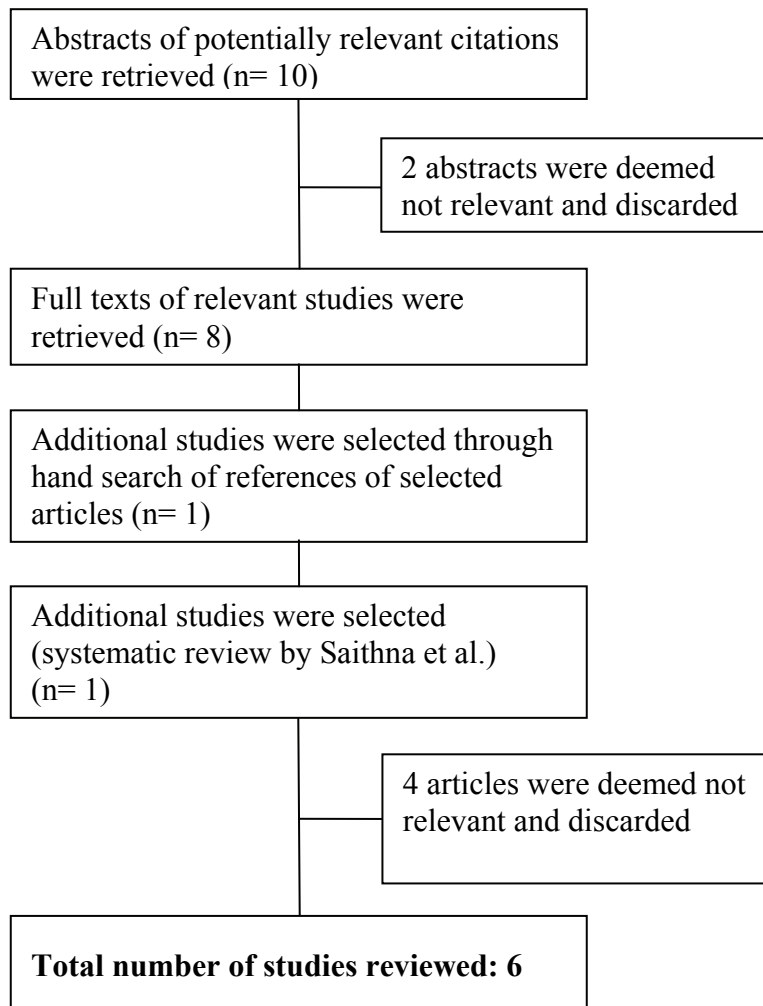 Abstracts of potentially relevant citations
were retrieved (n= 10)
2 abstracts were deemed
not relevant and discarded
Full texts of relevant studies were
retrieved (n= 8)
Additional studies were selected through
hand search of references of selected
articles (n= 1)
Additional studies were selected
(systematic review by Saithna et al.)
(n= 1)
4 articles were deemed not
relevant and discarded
Total number of studies reviewed: 6